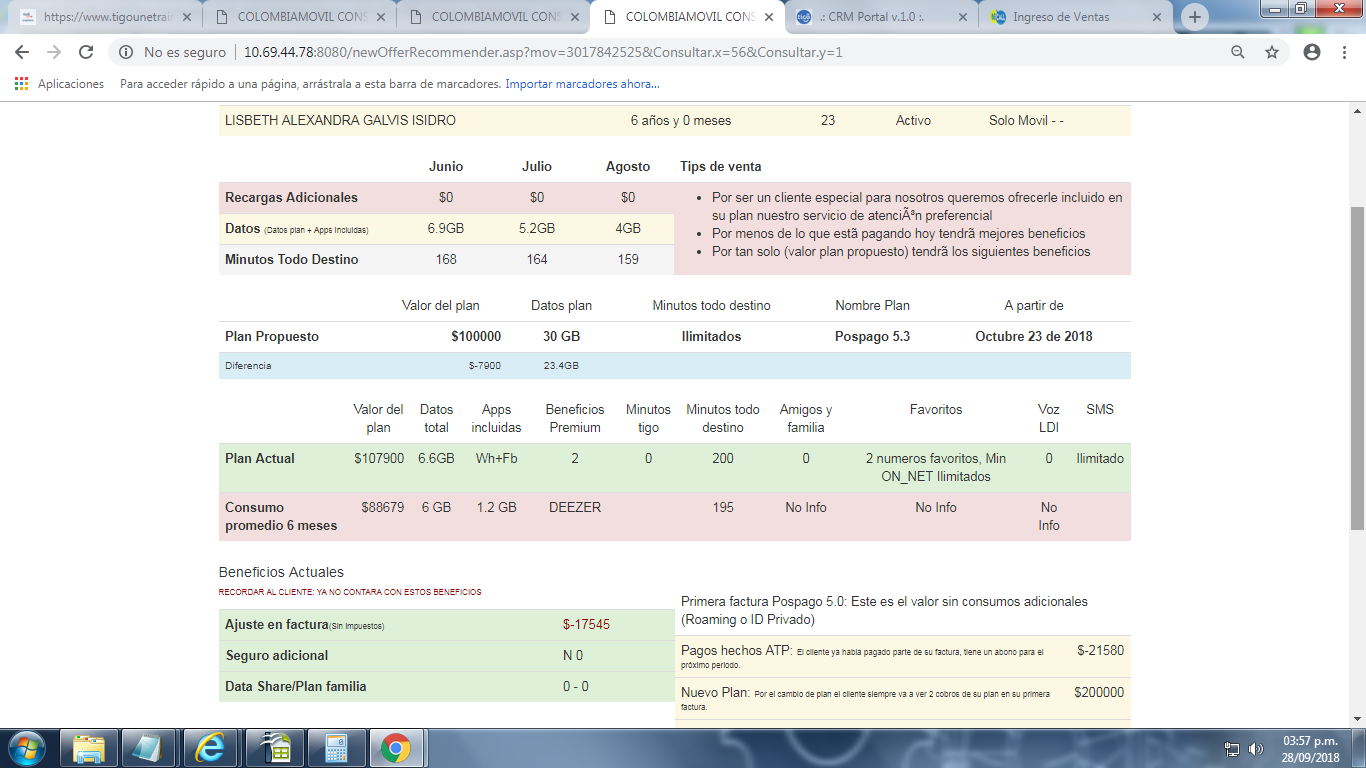 https://www.tigounetrai
COLOMBIAMOVIL CONS
COLOMBIAMOVIL CONS
COLOMBIAMOVIL CONS
.: CRM Portal v.1.0 :.
Ingreso de Ventas
No es seguro
10.69.44.78:8080/newOfferRecommender.asp?mov=3017842525&Consultar.x=56&Consultar.y=1
Aplicaciones Para acceder rápido a una página, arrástrala a esta barra de marcadores. Importar marcadores ahora...
LISBETH ALEXANDRA GALVIS ISIDRO 6 años y 0 meses 23 Activo Solo Movil - -
Junio Julio Agosto Tips de venta
Recargas Adicionales $0 $0 $0
Datos (Datos plan + Apps Incluidas) 6.9GB 5.2GB 4GB
Minutos Todo Destino 168 164 159
• Por ser un cliente especial para nosotros queremos ofrecerle incluido en
su plan nuestro servicio de atenciÃ³n preferencial
• Por menos de lo que estã pagando hoy tendrã mejores beneficios
• Por tan solo (valor plan propuesto) tendrã los siguientes beneficios
Valor del plan Datos plan Minutos todo destino Nombre Plan A partir de
Plan Propuesto $100000 30 GB Ilimitados Pospago 5.3 Octubre 23 de 2018
Diferencia $-7900 23.4GB
Valor del plan
Datos total
Apps incluidas
Beneficios Premium
Minutos tigo
Minutos todo destino
Amigos y familia
Favoritos
Voz LDI
SMS
Plan Actual $107900 6.6GB Wh+Fb 2 0 200 0 2 numeros favoritos, Min ON_NET Ilimitados 0 Ilimitado
Consumo promedio 6 meses $88679 6 GB 1.2 GB DEEZER 195 No Info No Info No Info
Beneficios Actuales
RECORDAR AL CLIENTE: YA NO CONTARA CON ESTOS BENEFICIOS
Ajuste en factura(Sin Impuestos) $-17545
Seguro adicional N 0
Data Share/Plan familia 0 - 0
Primera factura Pospago 5.0: Este es el valor sin consumos adicionales
(Roaming o ID Privado)
Pagos hechos ATP: El cliente ya habia pagado parte de su factura, tiene un abono para el $-21580
próximo periodo.
Nuevo Plan: Por el cambio de plan el cliente siempre va a ver 2 cobros de su plan en su primera $200000
factura.
03:57 p.m.
28/09/2018